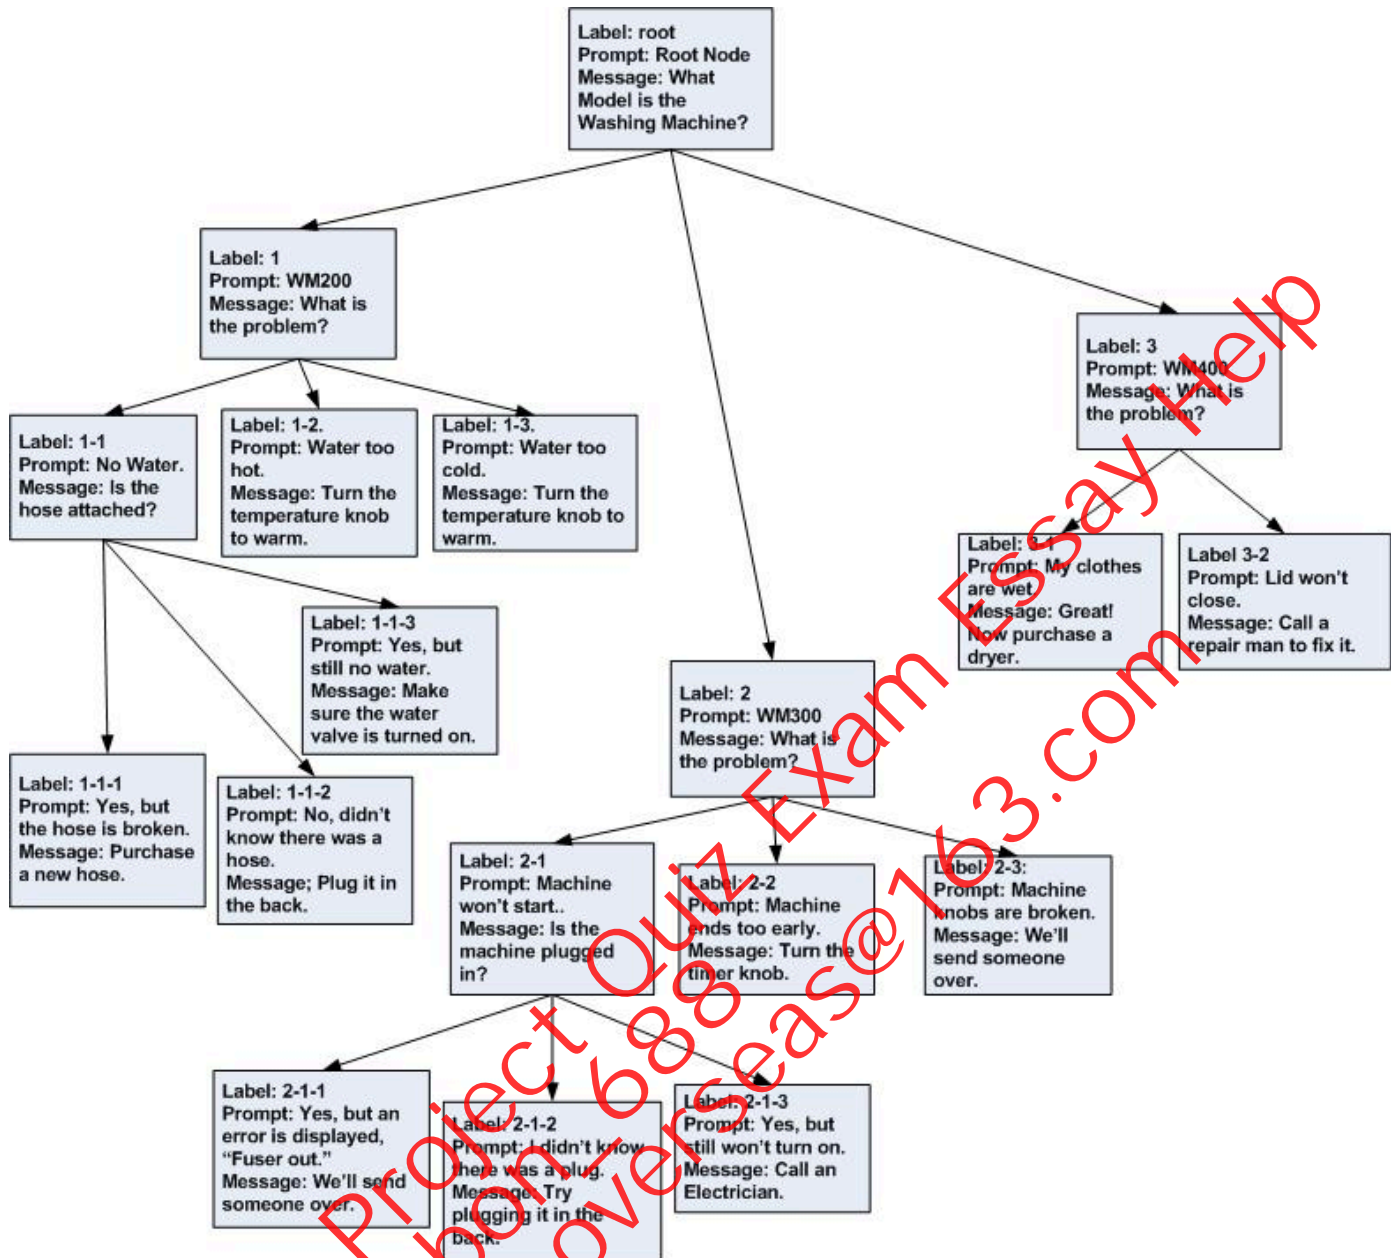 Label: root
Prompt: Root Node
Message: What
Model is the
Washing Machine?
Label: 1
Prompt: WM200
Message: What is
the problem?
Label: 3
Prompt: WM400
Message: What is
the problem?
Label: 1-1
Prompt: No Water.
Message: Is the
hose attached?
Label: 1-2.
Prompt: Water too
hot.
Message: Turn the
temperature knob
to warm.
Label: 1-3.
Prompt: Water too
cold.
Message: Turn the
temperature knob to
warm.
Label: 3-1
Prompt: My clothes
are wet.
Message: Great!
Now purchase a
dryer.
Label 3-2
Prompt: Lid won't
close.
Message: Call a
repair man to fix it.
Label: 1-1-3
Prompt: Yes, but
still no water.
Message: Make
sure the water
valve is turned on.
Label: 2
Prompt: WM300
Message: What is
the problem?
Label: 1-1-1
Prompt: Yes, but
the hose is broken.
Message: Purchase
a new hose.
Label: 1-1-2
Prompt: No, didn't
know there was a
hose.
Message; Plug it in
the back.
Label: 2-1
Prompt: Machine
won't start..
Message: Is the
machine plugged
in?
Label: 2-2
Prompt: Machine
ends too early.
Message: Turn the
timer knob.
Label: 2-3:
Prompt: Machine
knobs are broken.
Message: We'll
send someone
over.
Label: 2-1-1
Prompt: Yes, but an
error is displayed,
“Fuser out.”
Message: We'll send
someone over.
Label: 2-1-2
Prompt: I didn't know
there was a plug.
Message: Try
plugging it in the
back.
Label: 2-1-3
Prompt: Yes, but
still won't turn on.
Message: Call an
Electrician.
Project Quiz Exam Essay Help
bon_688
overseas@163.com